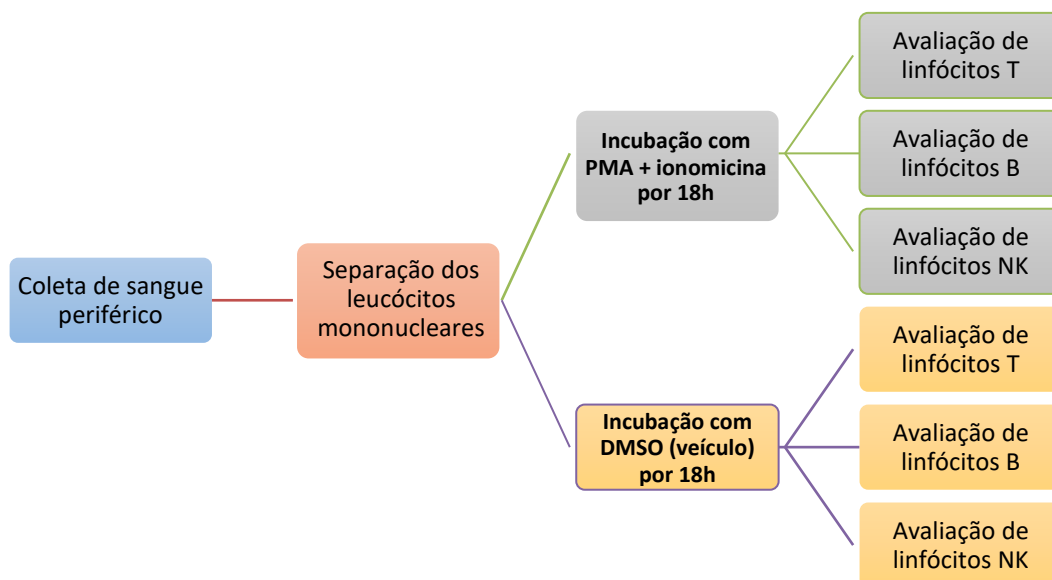 Coleta de sangue
periférico
Separação dos
leucócitos
mononucleares
Incubação com
PMA + ionomicina
por 18h
Avaliação de
linfócitos T
Avaliação de
linfócitos B
Avaliação de
linfócitos NK
Incubação com
DMSO (veículo)
por 18h
Avaliação de
linfócitos T
Avaliação de
linfócitos B
Avaliação de
linfócitos NK